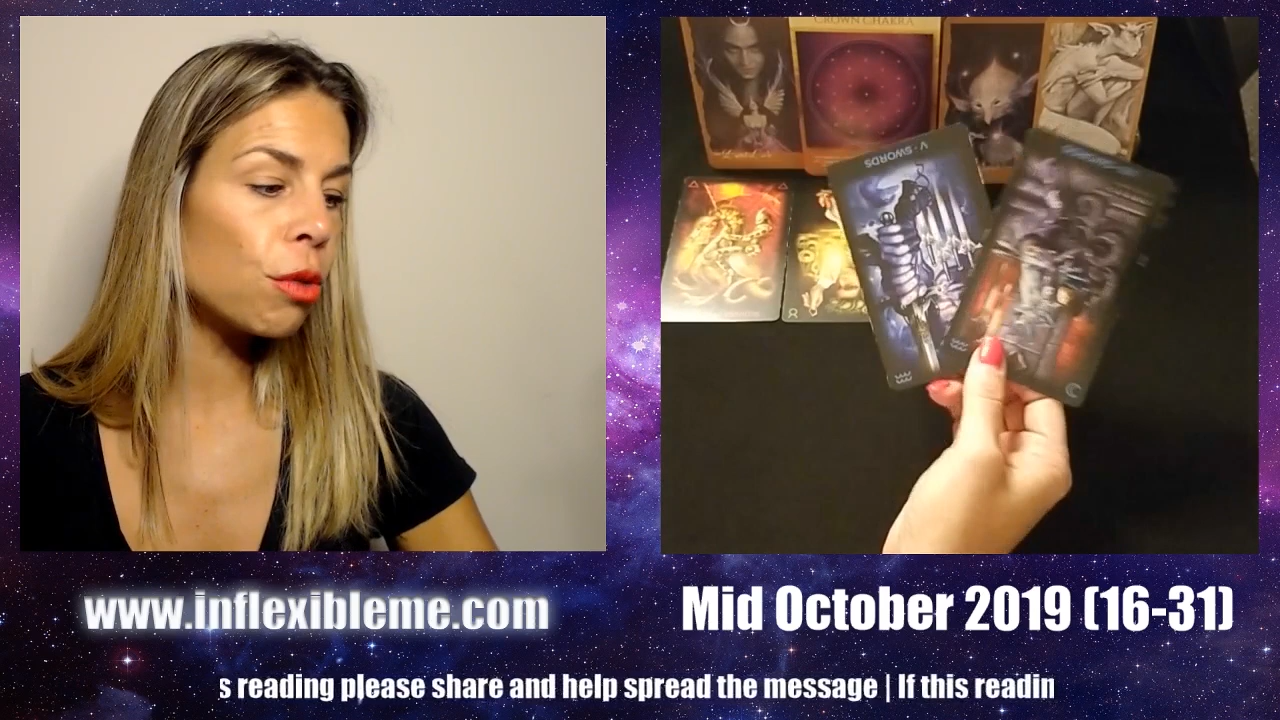 CROWN CHAKRA
V · SWORDS
www.inflexibleme.com
Mid October 2019 (16-31)
s reading please share and help spread the message | If this readin